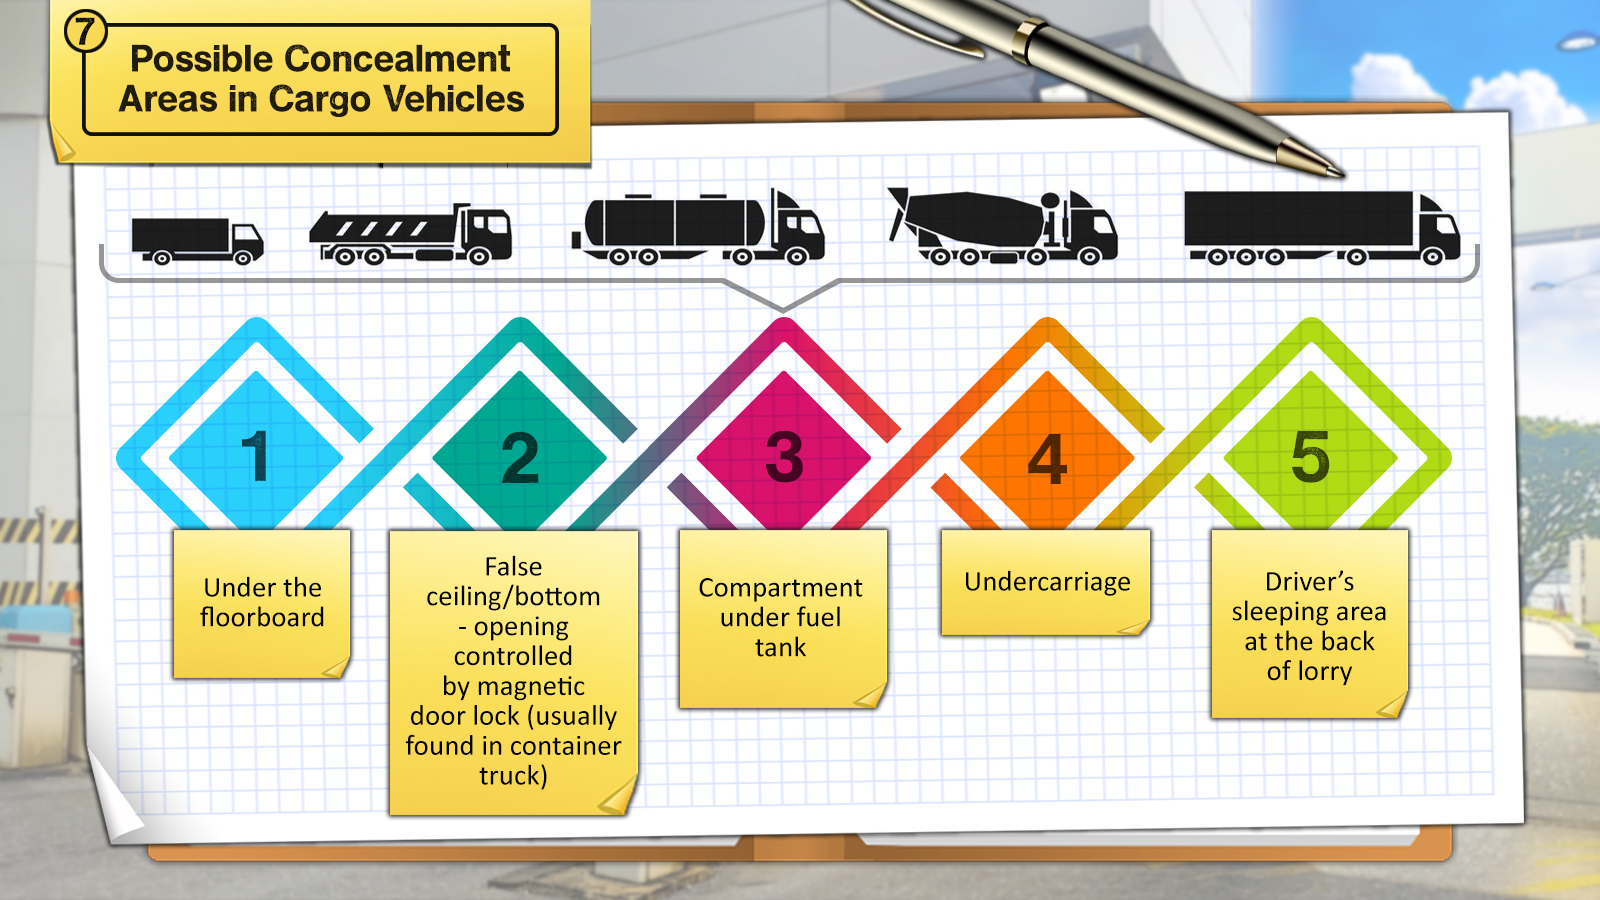 7
Possible Concealment
Areas in Cargo Vehicles
1
2
3
4
5
Under the
floorboard
False
ceiling/bottom
- opening
controlled
by magnetic
door lock (usually
found in container
truck)
Compartment
under fuel
tank
Undercarriage
Driver’s
sleeping area
at the back
of lorry